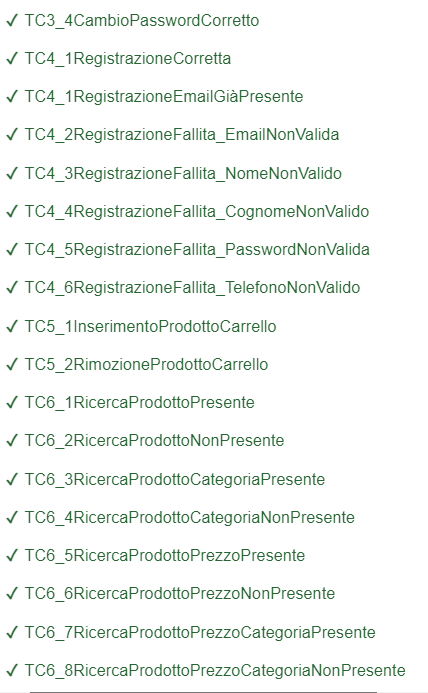 ✓ TC3_4CambioPasswordCorretto
✓ TC4_1RegistrazioneCorretta
✓ TC4_1RegistrazioneEmailGiàPresente
✓ TC4_2RegistrazioneFallita_EmailNonValida
✓ TC4_3RegistrazioneFallita_NomeNonValido
✓ TC4_4RegistrazioneFallita_CognomeNonValido
✓ TC4_5RegistrazioneFallita_PasswordNonValida
✓ TC4_6RegistrazioneFallita_TelefonoNonValido
✓ TC5_1InserimentoProdottoCarrello
✓ TC5_2RimozioneProdottoCarrello
✓ TC6_1RicercaProdottoPresente
✓ TC6_2RicercaProdottoNonPresente
✓ TC6_3RicercaProdottoCategoriaPresente
✓ TC6_4RicercaProdottoCategoriaNonPresente
✓ TC6_5RicercaProdottoPrezzoPresente
✓ TC6_6RicercaProdottoPrezzoNonPresente
✓ TC6_7RicercaProdottoPrezzoCategoriaPresente
✓ TC6_8RicercaProdottoPrezzoCategoriaNonPresente